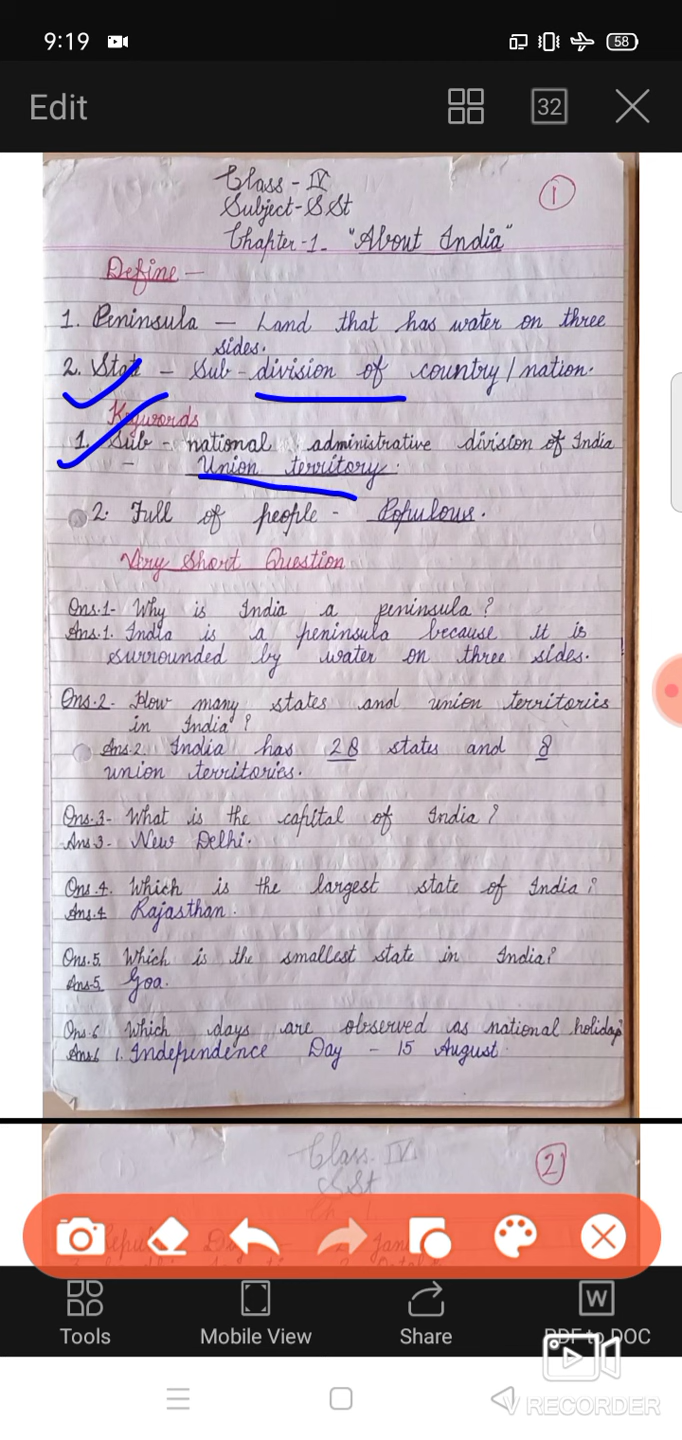 9:19
58
Edit
32
Class - IV
Subject - S.St
Chapter - 1 - "About India"
1
Define -
1. Peninsula - Land that has water on three
sides.
2. State - Sub - division of country / nation.
Keywords
1. Sub - national administrative division of India
- Union territory.
2. Full of people - Populous.
Very Short Question
Qns.1- Why is India a peninsula?
Ans.1. India is a peninsula because it is
surrounded by water on three sides.
Qns.2- How many states and union territories
in India?
Ans.2. India has 28 states and 8
union territories.
Qns.3- What is the capital of India?
Ans.3- New Delhi.
Qns.4. Which is the largest state of India?
Ans.4 Rajasthan.
Qns.5 Which is the smallest state in India?
Ans.5 Goa.
Qns.6 Which days are observed as national holiday
Ans.6 1. Independence Day - 15 August.
Class - IV
S.St
2
Tools
Mobile View
Share
PDF to DOC
W
V RECORDER